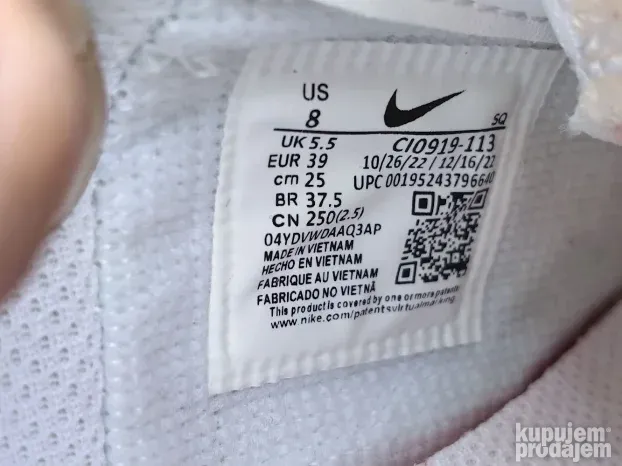 US
8
SQ
UK 5.5
CI0919-113
EUR 39
10/26/22 / 12/16/22
cm 25
UPC 00195243796640
BR 37.5
CN 250(2.5)
04YDVWDAAQ3AP
MADE IN VIETNAM
HECHO EN VIETNAM
FABRIQUE AU VIETNAM
FABRICADO NO VIETNÃ
This product is covered by one or more patents
www.nike.com/patentsvirtualmarking
kupujem
prodajem